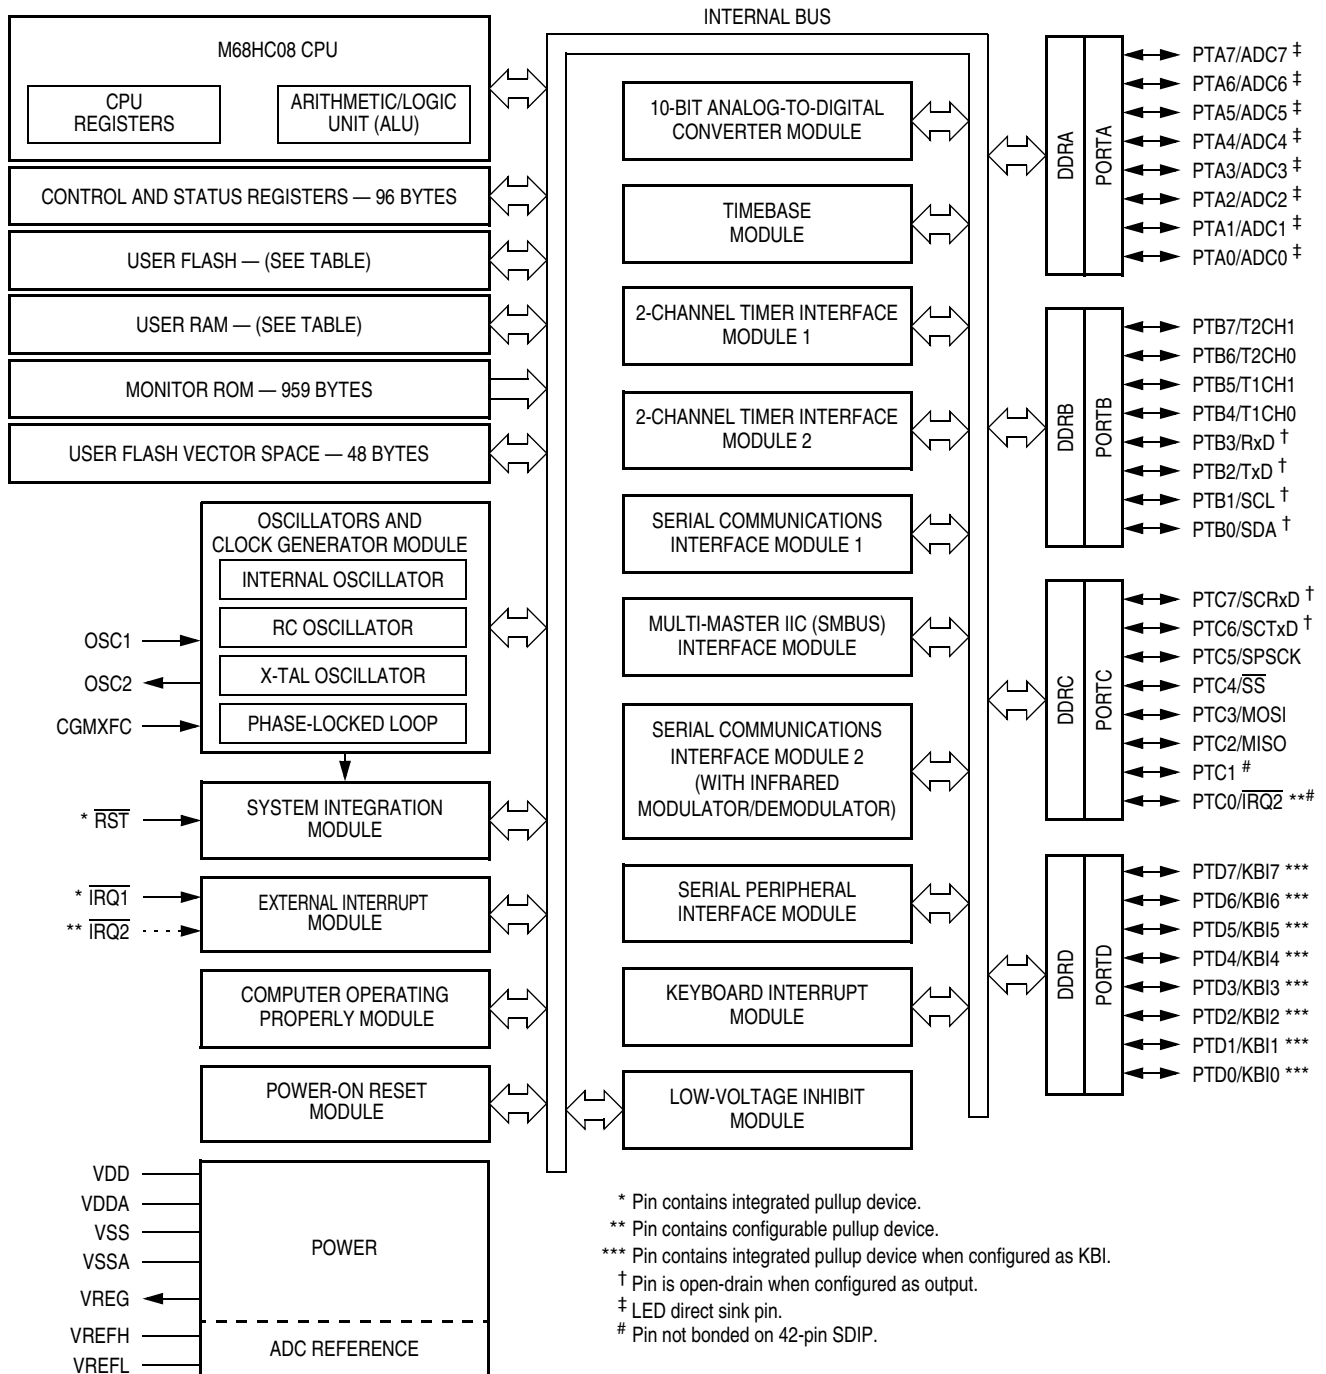 INTERNAL BUS
M68HC08 CPU
CPU
REGISTERS
ARITHMETIC/LOGIC
UNIT (ALU)
CONTROL AND STATUS REGISTERS — 96 BYTES
USER FLASH — (SEE TABLE)
USER RAM — (SEE TABLE)
MONITOR ROM — 959 BYTES
USER FLASH VECTOR SPACE — 48 BYTES
OSCILLATORS AND
CLOCK GENERATOR MODULE
INTERNAL OSCILLATOR
RC OSCILLATOR
X-TAL OSCILLATOR
PHASE-LOCKED LOOP
OSC1
OSC2
CGMXFC
SYSTEM INTEGRATION
MODULE
* R̅S̅T̅
EXTERNAL INTERRUPT
MODULE
* I̅R̅Q̅1̅
** I̅R̅Q̅2̅
COMPUTER OPERATING
PROPERLY MODULE
POWER-ON RESET
MODULE
VDD
VDDA
VSS
VSSA
VREG
VREFH
VREFL
POWER
ADC REFERENCE
10-BIT ANALOG-TO-DIGITAL
CONVERTER MODULE
TIMEBASE
MODULE
2-CHANNEL TIMER INTERFACE
MODULE 1
2-CHANNEL TIMER INTERFACE
MODULE 2
SERIAL COMMUNICATIONS
INTERFACE MODULE 1
MULTI-MASTER IIC (SMBUS)
INTERFACE MODULE
SERIAL COMMUNICATIONS
INTERFACE MODULE 2
(WITH INFRARED
MODULATOR/DEMODULATOR)
SERIAL PERIPHERAL
INTERFACE MODULE
KEYBOARD INTERRUPT
MODULE
LOW-VOLTAGE INHIBIT
MODULE
DDRA
PORTA
PTA7/ADC7 ‡
PTA6/ADC6 ‡
PTA5/ADC5 ‡
PTA4/ADC4 ‡
PTA3/ADC3 ‡
PTA2/ADC2 ‡
PTA1/ADC1 ‡
PTA0/ADC0 ‡
DDRB
PORTB
PTB7/T2CH1
PTB6/T2CH0
PTB5/T1CH1
PTB4/T1CH0
PTB3/RxD †
PTB2/TxD †
PTB1/SCL †
PTB0/SDA †
DDRC
PORTC
PTC7/SCRxD †
PTC6/SCTxD †
PTC5/SPSCK
PTC4/S̅S̅
PTC3/MOSI
PTC2/MISO
PTC1 #
PTC0/I̅R̅Q̅2̅ **#
DDRD
PORTD
PTD7/KBI7 ***
PTD6/KBI6 ***
PTD5/KBI5 ***
PTD4/KBI4 ***
PTD3/KBI3 ***
PTD2/KBI2 ***
PTD1/KBI1 ***
PTD0/KBI0 ***
* Pin contains integrated pullup device.
** Pin contains configurable pullup device.
*** Pin contains integrated pullup device when configured as KBI.
† Pin is open-drain when configured as output.
‡ LED direct sink pin.
# Pin not bonded on 42-pin SDIP.